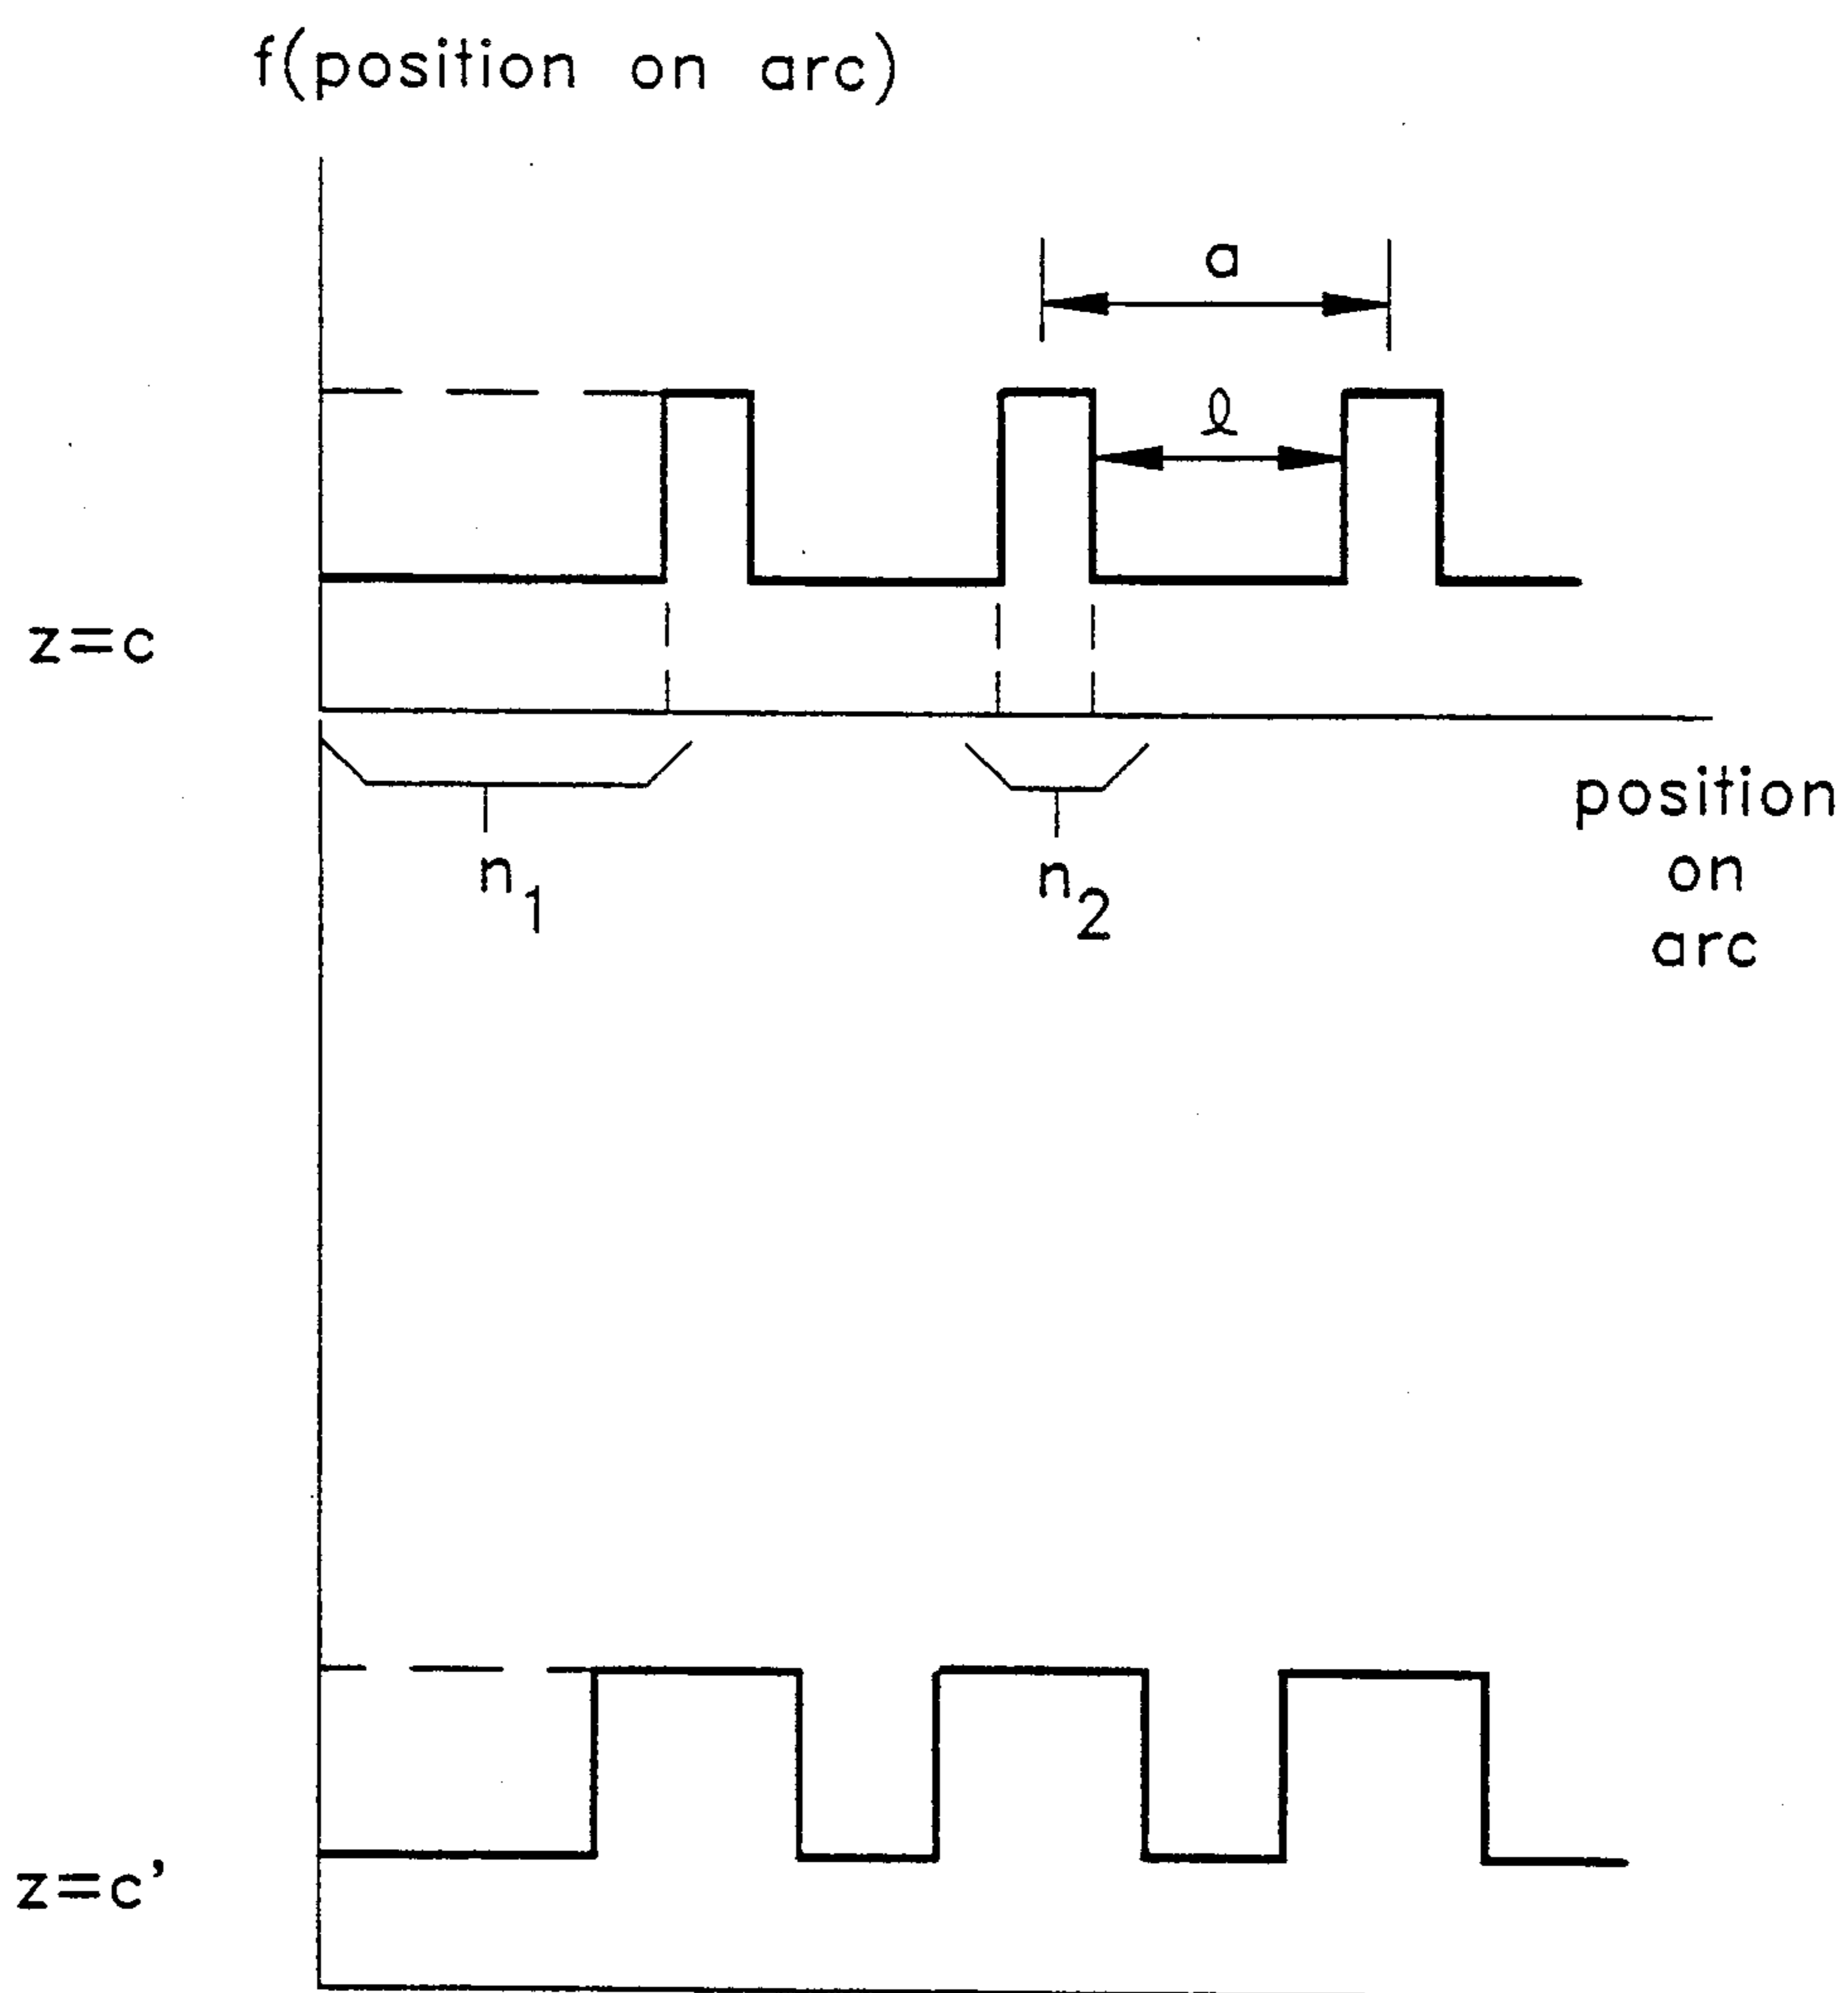 f(position on arc)
a
ℓ
z=c
position
on
arc
n1
n2
z=c'